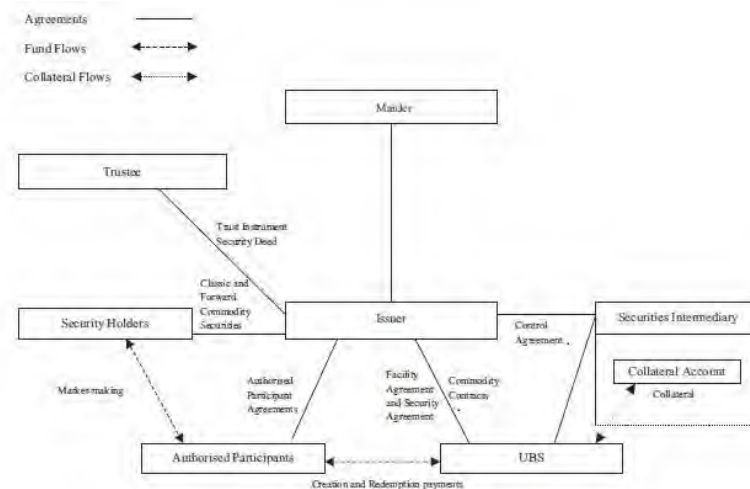 Agreements
Fund Flows
Collateral Flows
Trustee
Trust Instrument
Security Deed
Classic and
Forward
Commodity
Securities
Security Holders
Issuer
Control
Agreement
Securities Intermediary
Collateral Account
Collateral
Market-making
Authorised
Participant
Agreements
Facility
Agreement
and Security
Agreement
Commodity
Contracts
Authorised Participants
UBS
Creation and Redemption payments